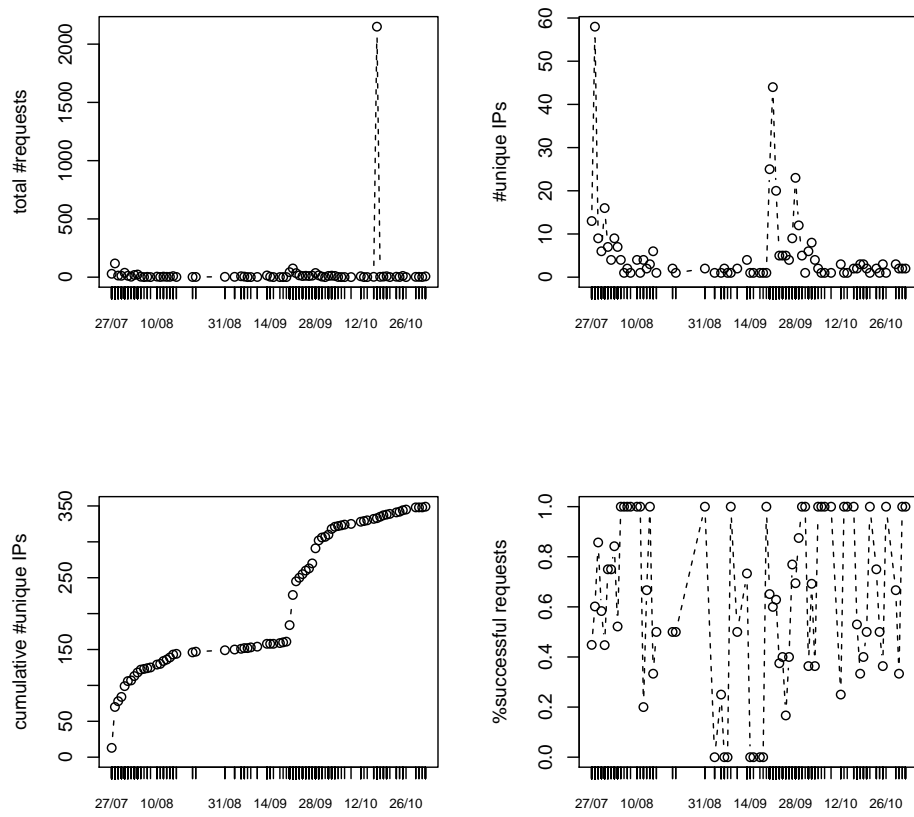 total #requests
0 500 1000 1500 2000
27/07 10/08 31/08 14/09 28/09 12/10 26/10
#unique IPs
0 10 20 30 40 50 60
27/07 10/08 31/08 14/09 28/09 12/10 26/10
cumulative #unique IPs
0 50 150 250 350
27/07 10/08 31/08 14/09 28/09 12/10 26/10
%successful requests
0.0 0.2 0.4 0.6 0.8 1.0
27/07 10/08 31/08 14/09 28/09 12/10 26/10